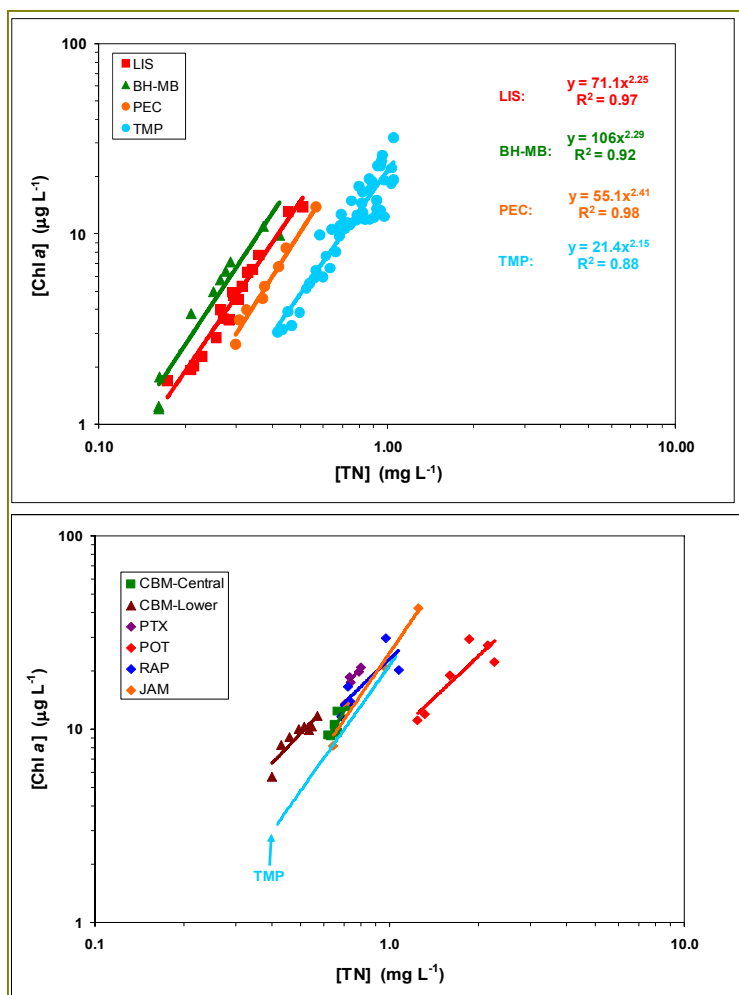 100
10
1
[Chl a] (µg L⁻¹)
LIS
BH-MB
PEC
TMP
LIS: y = 71.1x²·²⁵
R² = 0.97
BH-MB: y = 106x²·²⁹
R² = 0.92
PEC: y = 55.1x²·⁴¹
R² = 0.98
TMP: y = 21.4x²·¹⁵
R² = 0.88
0.10 1.00 10.00
[TN] (mg L⁻¹)
100
10
1
[Chl a] (µg L⁻¹)
CBM-Central
CBM-Lower
PTX
POT
RAP
JAM
TMP
0.1 1.0 10.0
[TN] (mg L⁻¹)